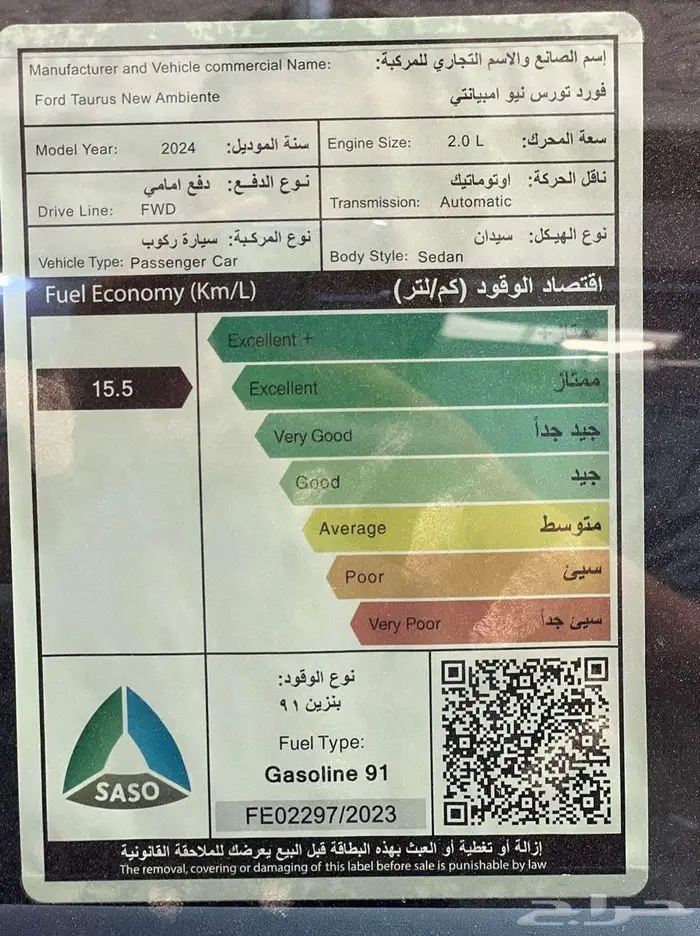 Manufacturer and Vehicle commercial Name: إسم الصانع والاسم التجاري للمركبة:
Ford Taurus New Ambiente فورد تورس نيو امبيانتي
Model Year: 2024 سنة الموديل:
Engine Size: 2.0 L سعة المحرك:
نوع الدفع: دفع امامي
Drive Line: FWD
ناقل الحركة: اوتوماتيك
Transmission: Automatic
نوع المركبة: سيارة ركوب
Vehicle Type: Passenger Car
نوع الهيكل: سيدان
Body Style: Sedan
Fuel Economy (Km/L) اقتصاد الوقود (كم/لتر)
Excellent + ممتاز +
15.5
Excellent ممتاز
Very Good جيد جداً
Good جيد
Average متوسط
Poor سيئ
Very Poor سيئ جداً
SASO
نوع الوقود:
بنزين ٩١
Fuel Type:
Gasoline 91
FE02297/2023
إزالة أو تغطية أو العبث بهذه البطاقة قبل البيع يعرضك للملاحقة القانونية
The removal, covering or damaging of this label before sale is punishable by law
حراج